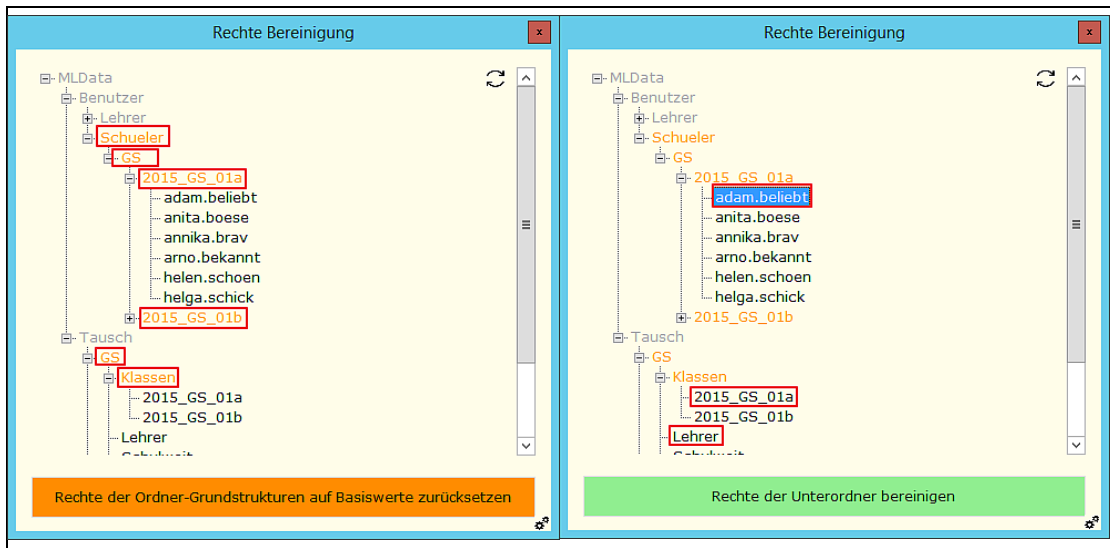 Rechte Bereinigung
x
MLData
Benutzer
Lehrer
Schueler
GS
2015_GS_01a
adam.beliebt
anita.boese
annika.brav
arno.bekannt
helen.schoen
helga.schick
2015_GS_01b
Tausch
GS
Klassen
2015_GS_01a
2015_GS_01b
Lehrer
Schulweit
Rechte der Ordner-Grundstrukturen auf Basiswerte zurücksetzen
Rechte Bereinigung
x
MLData
Benutzer
Lehrer
Schueler
GS
2015_GS_01a
adam.beliebt
anita.boese
annika.brav
arno.bekannt
helen.schoen
helga.schick
2015_GS_01b
Tausch
GS
Klassen
2015_GS_01a
2015_GS_01b
Lehrer
Schulweit
Rechte der Unterordner bereinigen